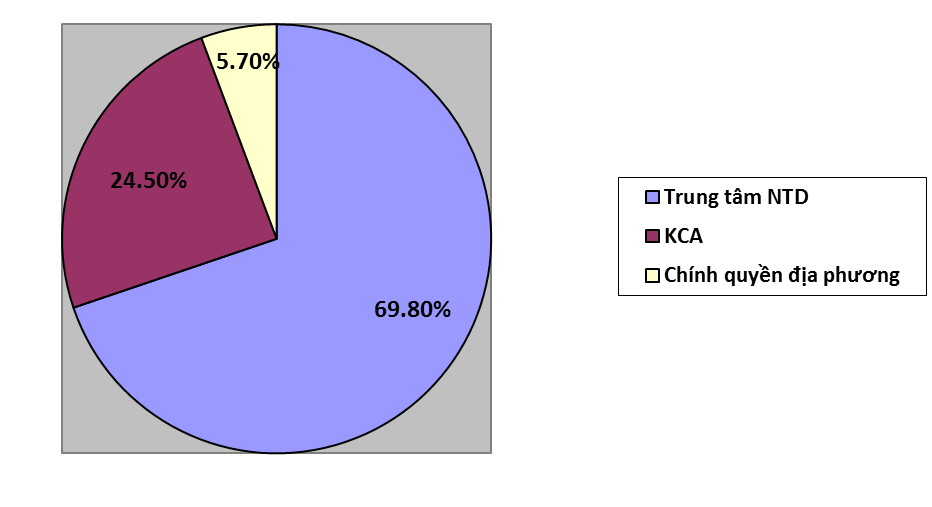 5.70%
24.50%
69.80%
Trung tâm NTD
KCA
Chính quyền địa phương